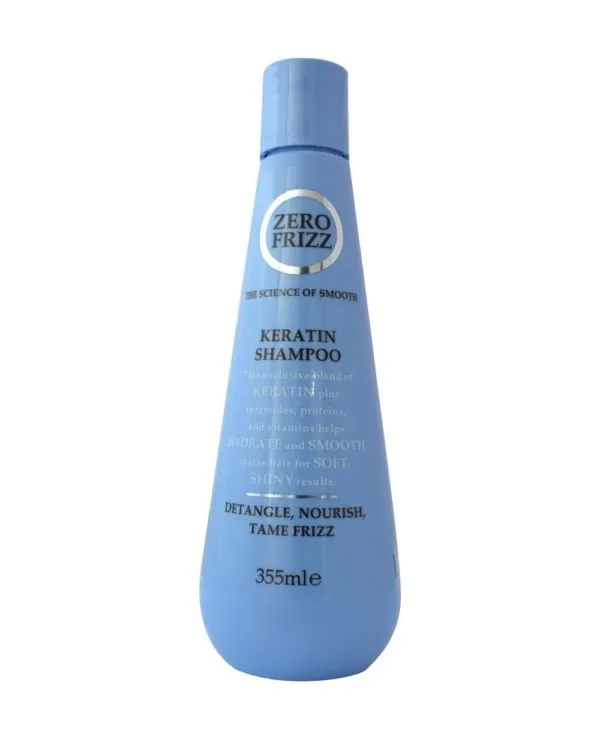 ZERO
FRIZZ
THE SCIENCE OF SMOOTH
KERATIN
SHAMPOO
This exclusive blend of
KERATIN plus
ceramides, proteins,
and vitamins helps
HYDRATE and SMOOTH
coarse hair for SOFT,
SHINY results.
DETANGLE, NOURISH,
TAME FRIZZ
355ml℮